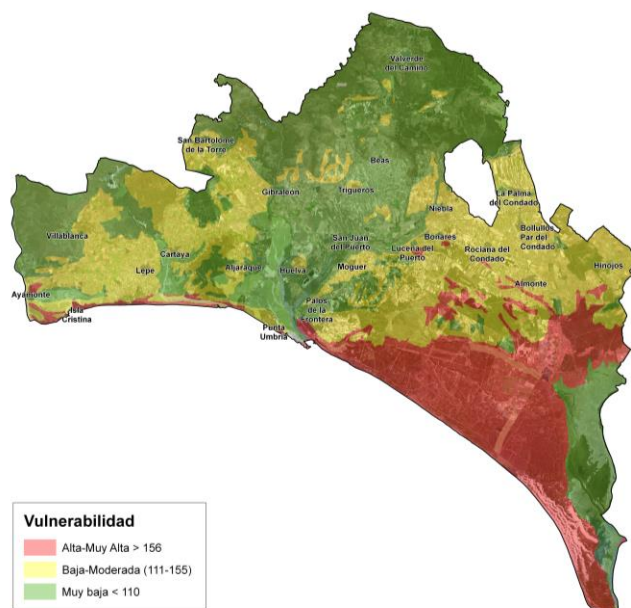 Valverde
del Camino
San Bartolomé
de la Torre
Beas
Gibraleón
Trigueros
La Palma
del Condado
Niebla
Villablanca
San Juan
del Puerto
Bonares
Bollullos
Par del
Condado
Cartaya
Lucena del
Puerto
Rociana del
Condado
Lepe
Aljaraque
Huelva
Moguer
Hinojos
Almonte
Ayamonte
Isla
Cristina
Palos
de la
Frontera
Punta
Umbría
Vulnerabilidad
Alta-Muy Alta > 156
Baja-Moderada (111-155)
Muy baja < 110